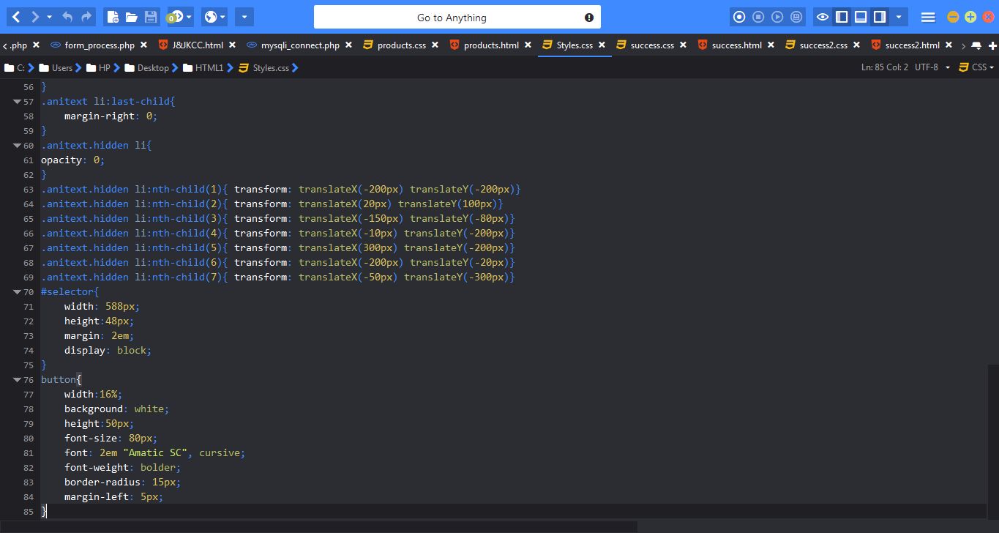 0
Go to Anything
.php form_process.php J&JKCC.html mysqli_connect.php products.css products.html Styles.css success.css success.html success2.css success2.html
C: Users HP Desktop HTML1 Styles.css Ln: 85 Col: 2 UTF-8 CSS
56 }
57 .anitext li:last-child{
58 margin-right: 0;
59 }
60 .anitext.hidden li{
61 opacity: 0;
62 }
63 .anitext.hidden li:nth-child(1){ transform: translateX(-200px) translateY(-200px)}
64 .anitext.hidden li:nth-child(2){ transform: translateX(20px) translateY(100px)}
65 .anitext.hidden li:nth-child(3){ transform: translateX(-150px) translateY(-80px)}
66 .anitext.hidden li:nth-child(4){ transform: translateX(-10px) translateY(-200px)}
67 .anitext.hidden li:nth-child(5){ transform: translateX(300px) translateY(-200px)}
68 .anitext.hidden li:nth-child(6){ transform: translateX(-200px) translateY(-20px)}
69 .anitext.hidden li:nth-child(7){ transform: translateX(-50px) translateY(-300px)}
70 #selector{
71 width: 588px;
72 height:48px;
73 margin: 2em;
74 display: block;
75 }
76 button{
77 width:16%;
78 background: white;
79 height:50px;
80 font-size: 80px;
81 font: 2em "Amatic SC", cursive;
82 font-weight: bolder;
83 border-radius: 15px;
84 margin-left: 5px;
85 }